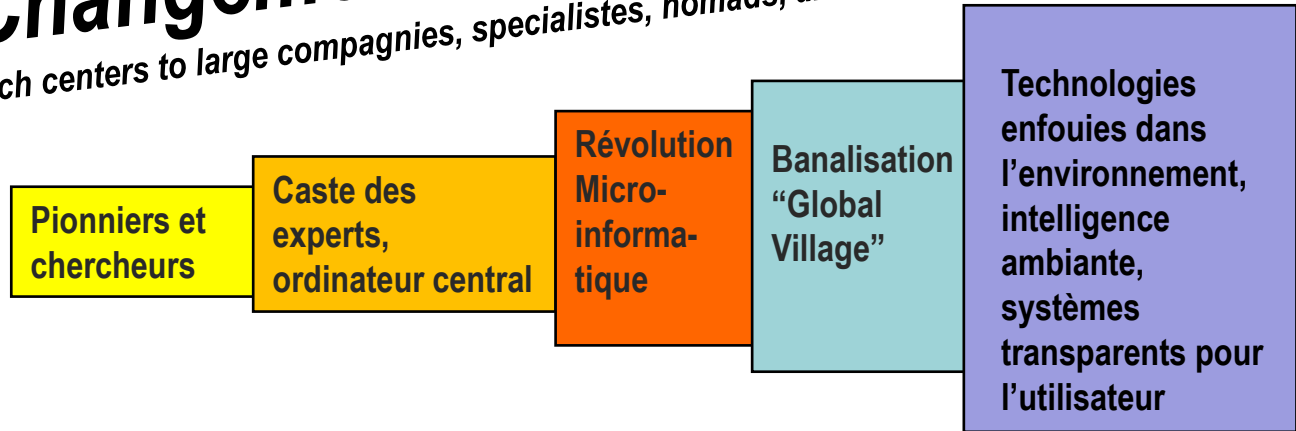 Changem
ch centers to large compagnies, specialistes, nomads,
Pionniers et
chercheurs
Caste des
experts,
ordinateur central
Révolution
Micro-
informa-
tique
Banalisation
“Global
Village”
Technologies
enfouies dans
l’environnement,
intelligence
ambiante,
systèmes
transparents pour
l’utilisateur